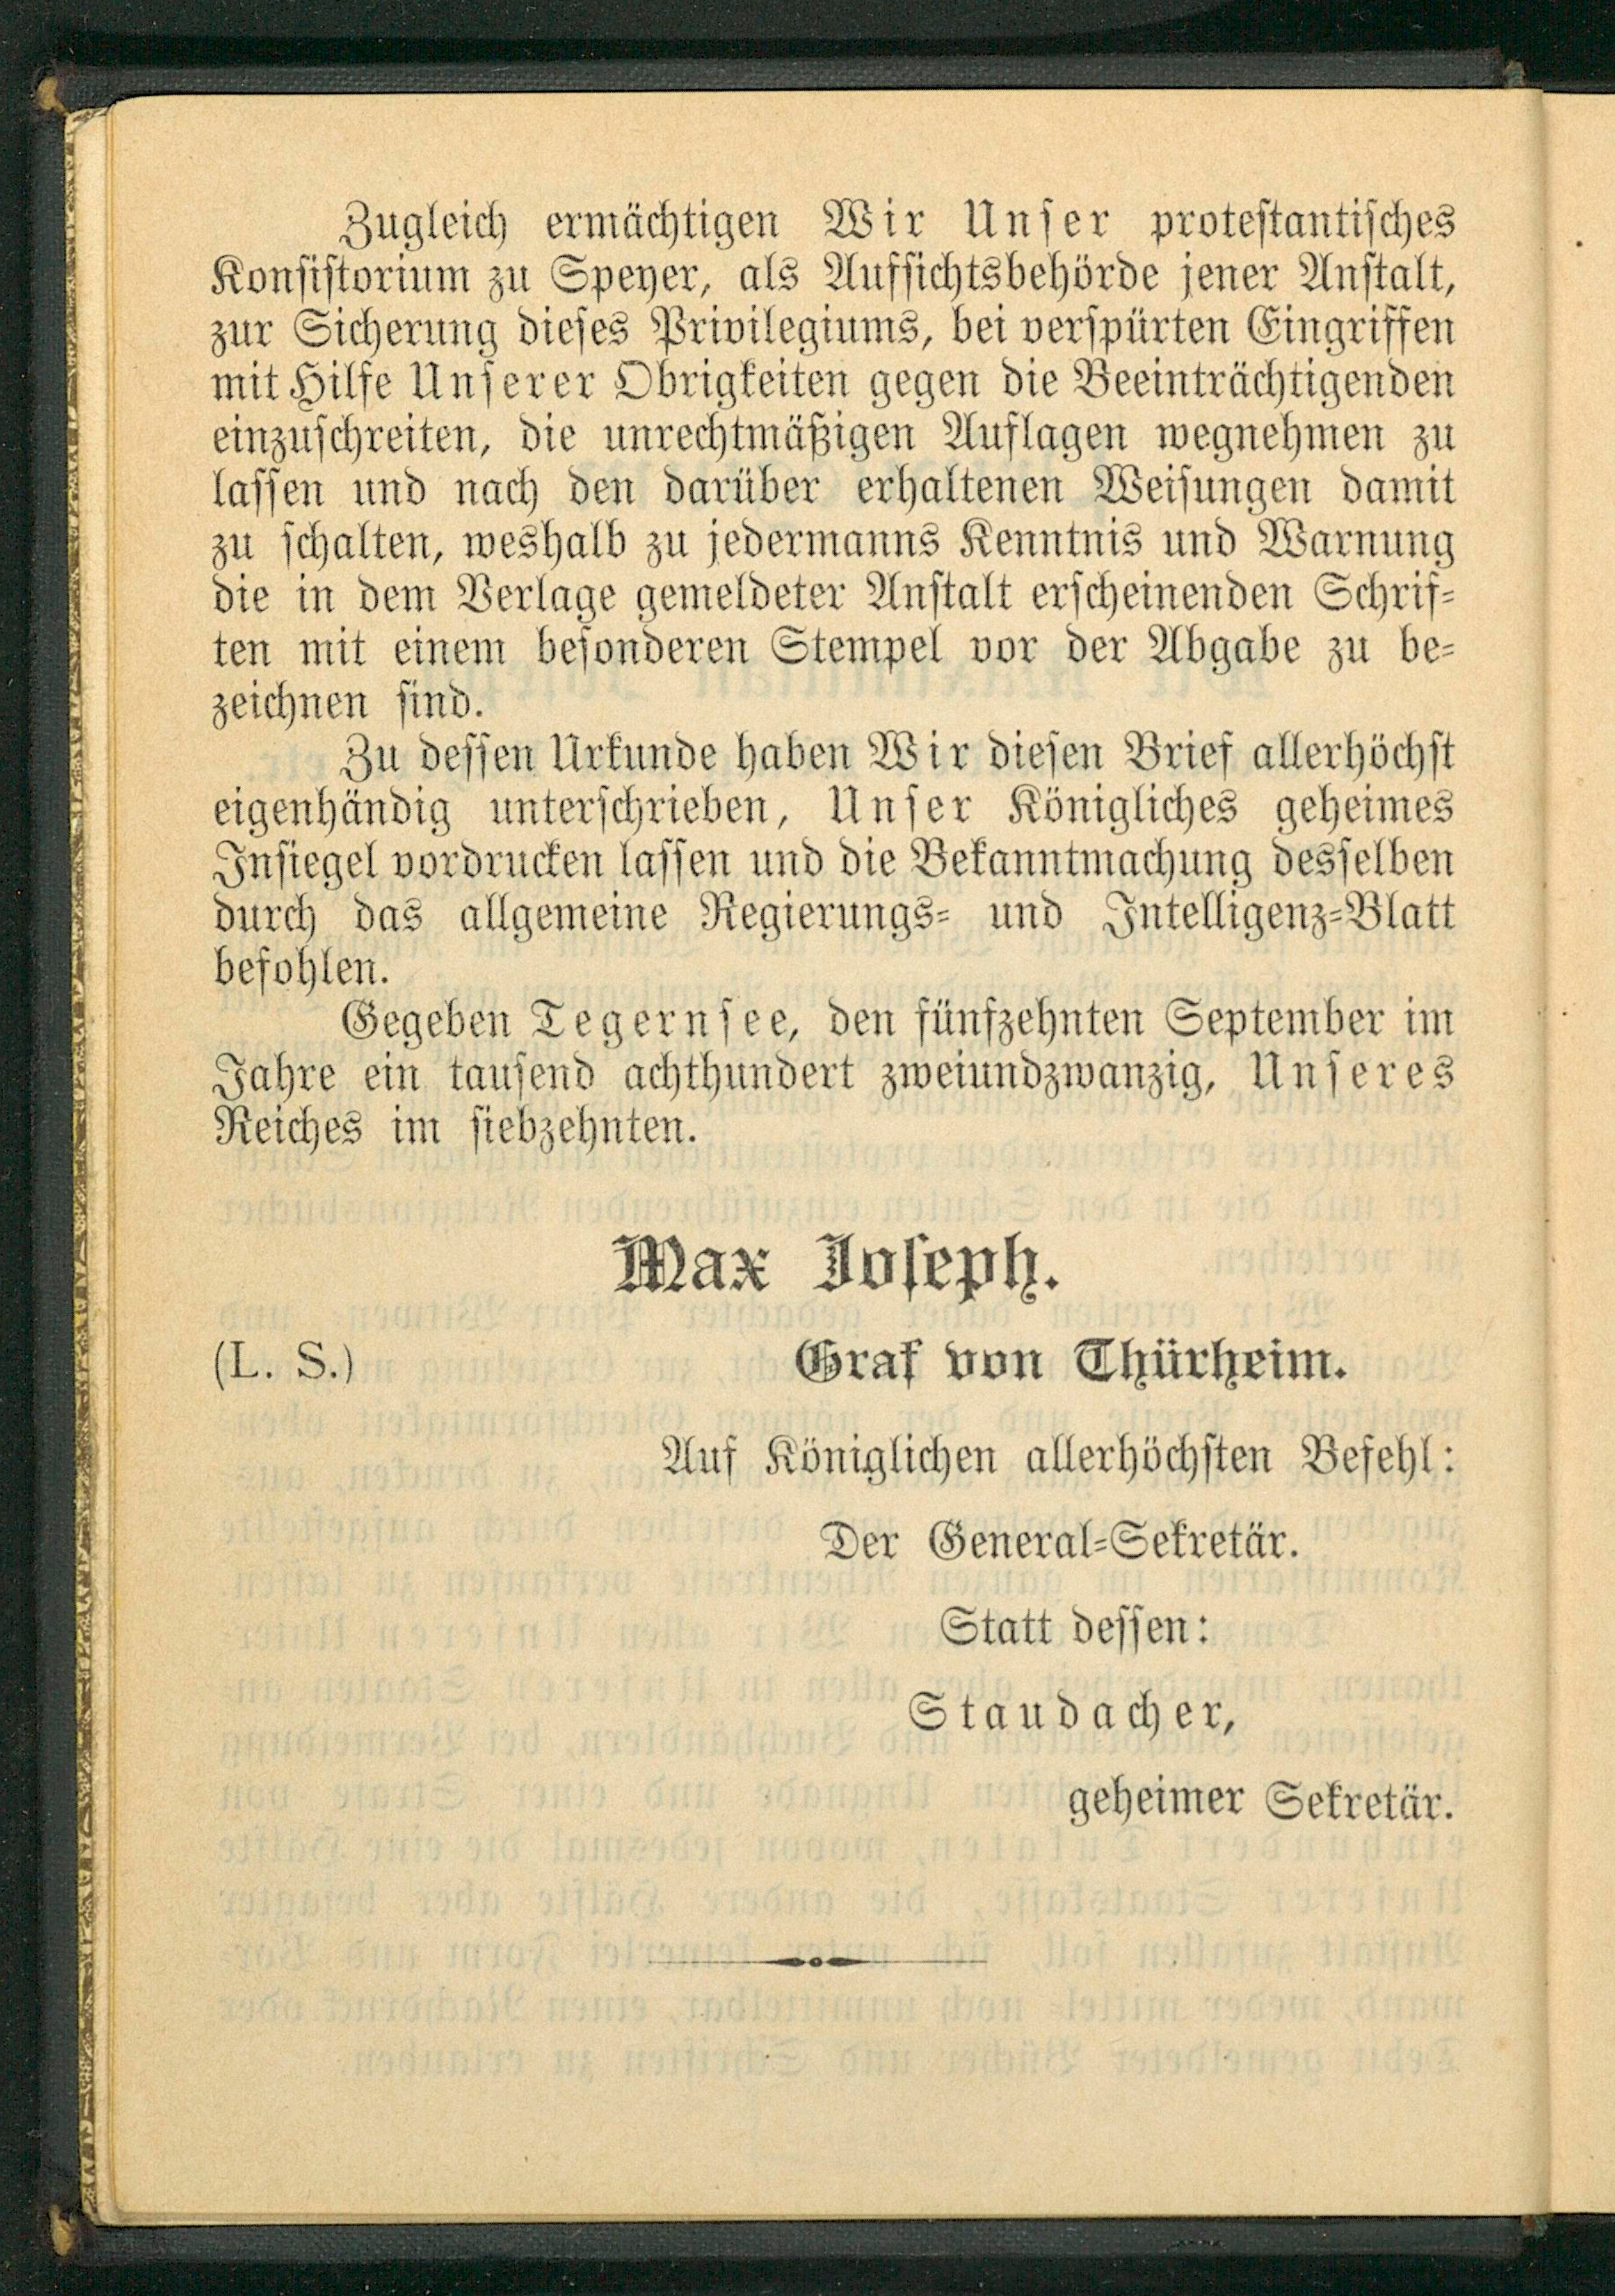 Zugleich ermächtigen Wir Unser protestantisches
Konsistorium zu Speyer, als Aufsichtsbehörde jener Anstalt,
zur Sicherung dieses Privilegiums, bei verspürten Eingriffen
mit Hilfe Unserer Obrigkeiten gegen die Beeinträchtigenden
einzuschreiten, die unrechtmäßigen Auflagen wegnehmen zu
lassen und nach den darüber erhaltenen Weisungen damit
zu schalten, weshalb zu jedermanns Kenntnis und Warnung
die in dem Verlage gemeldeter Anstalt erscheinenden Schrif-
ten mit einem besonderen Stempel vor der Abgabe zu be-
zeichnen sind.
Zu dessen Urkunde haben Wir diesen Brief allerhöchst
eigenhändig unterschrieben, Unser Königliches geheimes
Insiegel vordrucken lassen und die Bekanntmachung desselben
durch das allgemeine Regierungs- und Intelligenz-Blatt
befohlen.
Gegeben Tegernsee, den fünfzehnten September im
Jahre ein tausend achthundert zweiundzwanzig, Unseres
Reiches im siebzehnten.
Max Joseph.
(L. S.) Graf von Thürheim.
Auf Königlichen allerhöchsten Befehl:
Der General-Sekretär.
Statt dessen:
Staudacher,
geheimer Sekretär.